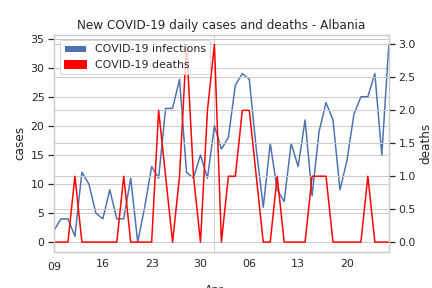 New COVID-19 daily cases and deaths - Albania
COVID-19 infections
COVID-19 deaths
cases
35
30
25
20
15
10
5
0
3.0
2.5
2.0
1.5
1.0
0.5
0.0
deaths
09 16 23 30 06 13 20
Apr